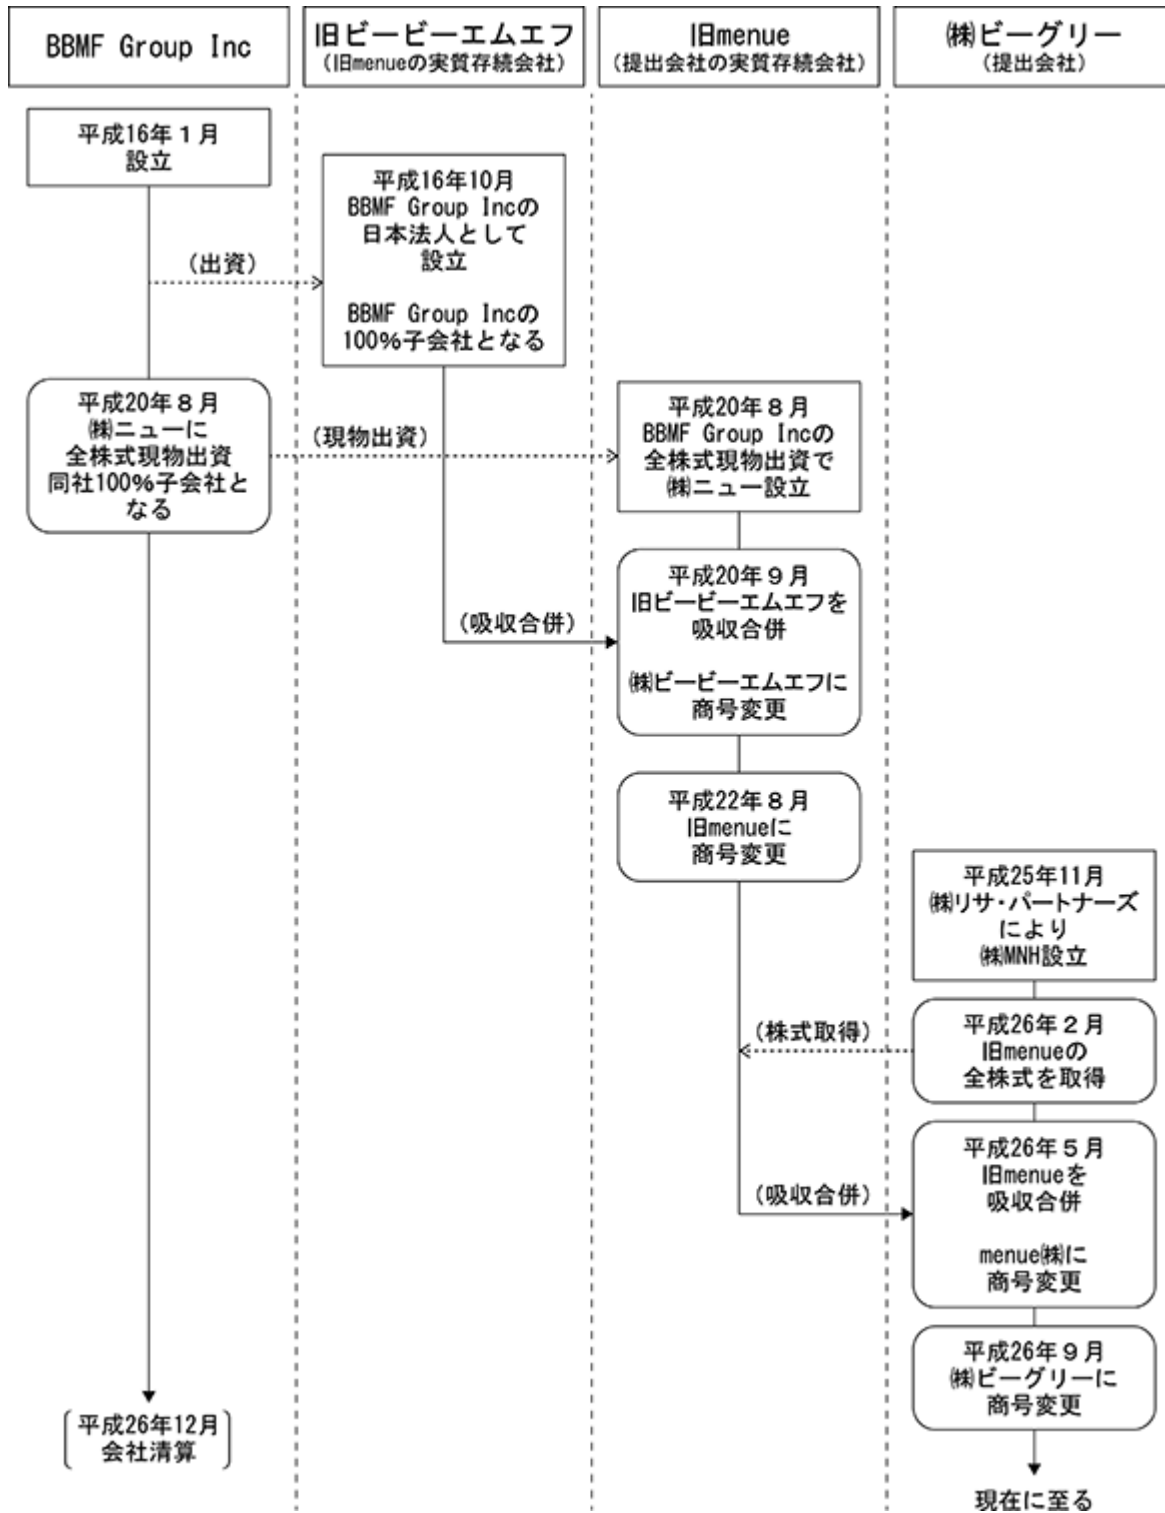 BBMF Group Inc
旧ビービーエムエフ
(旧menueの実質存続会社)
旧menue
(提出会社の実質存続会社)
㈱ビーグリー
(提出会社)
平成16年1月
設立
平成16年10月
BBMF Group Incの
日本法人として
設立
BBMF Group Incの
100%子会社となる
(出資)
平成20年8月
㈱ニューに
全株式現物出資
同社100%子会社と
なる
(現物出資)
平成20年8月
BBMF Group Incの
全株式現物出資で
㈱ニュー設立
(吸収合併)
平成20年9月
旧ビービーエムエフを
吸収合併
㈱ビービーエムエフに
商号変更
平成22年8月
旧menueに
商号変更
平成25年11月
㈱リサ・パートナーズ
により
㈱MNH設立
(株式取得)
平成26年2月
旧menueの
全株式を取得
(吸収合併)
平成26年5月
旧menueを
吸収合併
menue㈱に
商号変更
平成26年9月
㈱ビーグリーに
商号変更
平成26年12月
会社清算
現在に至る